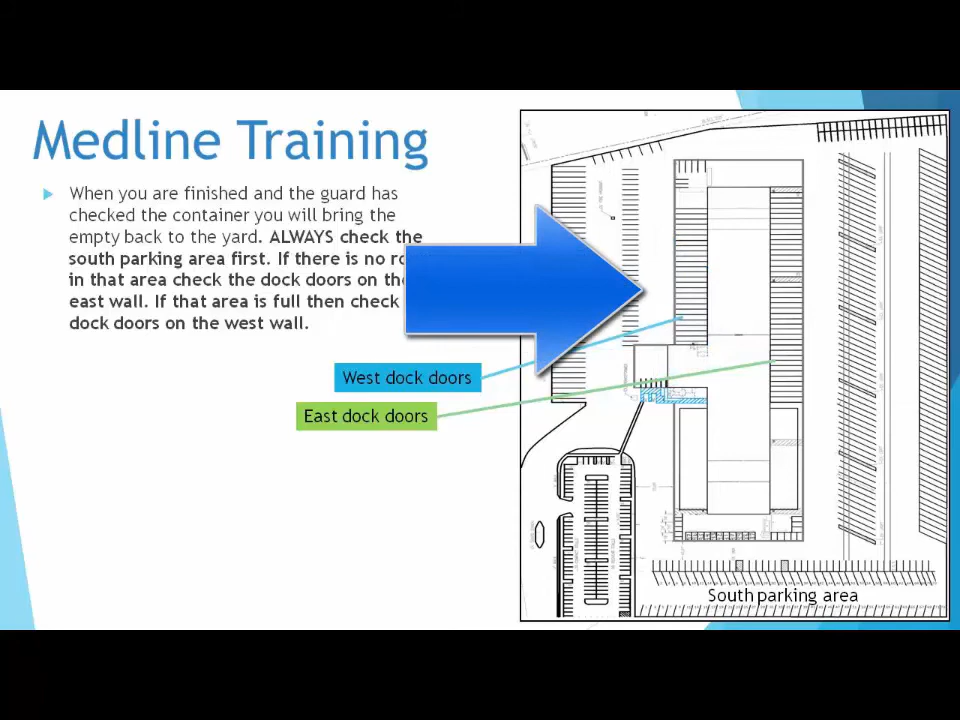 Medline Training
When you are finished and the guard has
checked the container you will bring the
empty back to the yard. ALWAYS check the
south parking area first. If there is no
in that area check the dock doors on
east wall. If that area is full then check
dock doors on the west wall.
West dock doors
East dock doors
South parking area